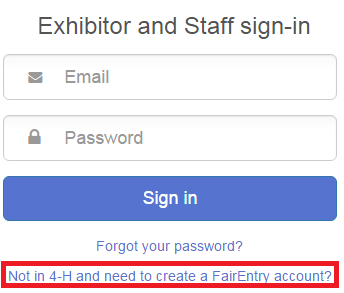 Exhibitor and Staff sign-in
Email
Password
Sign in
Forgot your password?
Not in 4-H and need to create a FairEntry account?